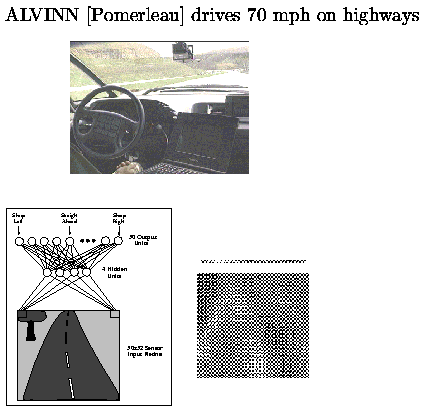 ALVINN [Pomerleau] drives 70 mph on highways
Sharp
Left
Straight
Ahead
Sharp
Right
30 Output
Units
4 Hidden
Units
30x32 Sensor
Input Retina